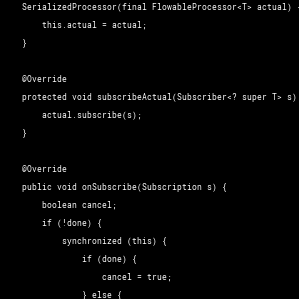 SerializedProcessor(final FlowableProcessor<T> actual)
this.actual = actual;
}
@Override
protected void subscribeActual(Subscriber<? super T> s)
actual.subscribe(s);
}
@Override
public void onSubscribe(Subscription s) {
boolean cancel;
if (!done) {
synchronized (this) {
if (done) {
cancel = true;
} else {